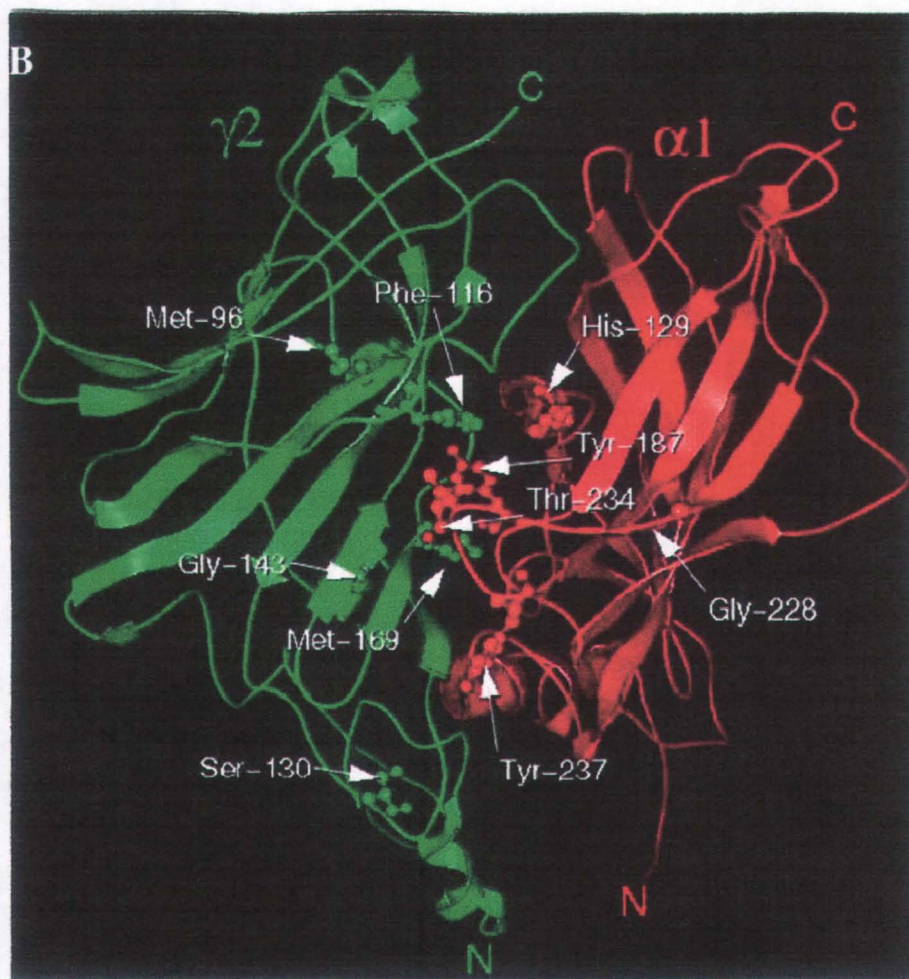 B
C
γ2
α1
C
Phe-116
Met-96
His-129
Tyr-187
Thr-234
Gly-143
Gly-228
Met-169
Ser-130
Tyr-237
N
N